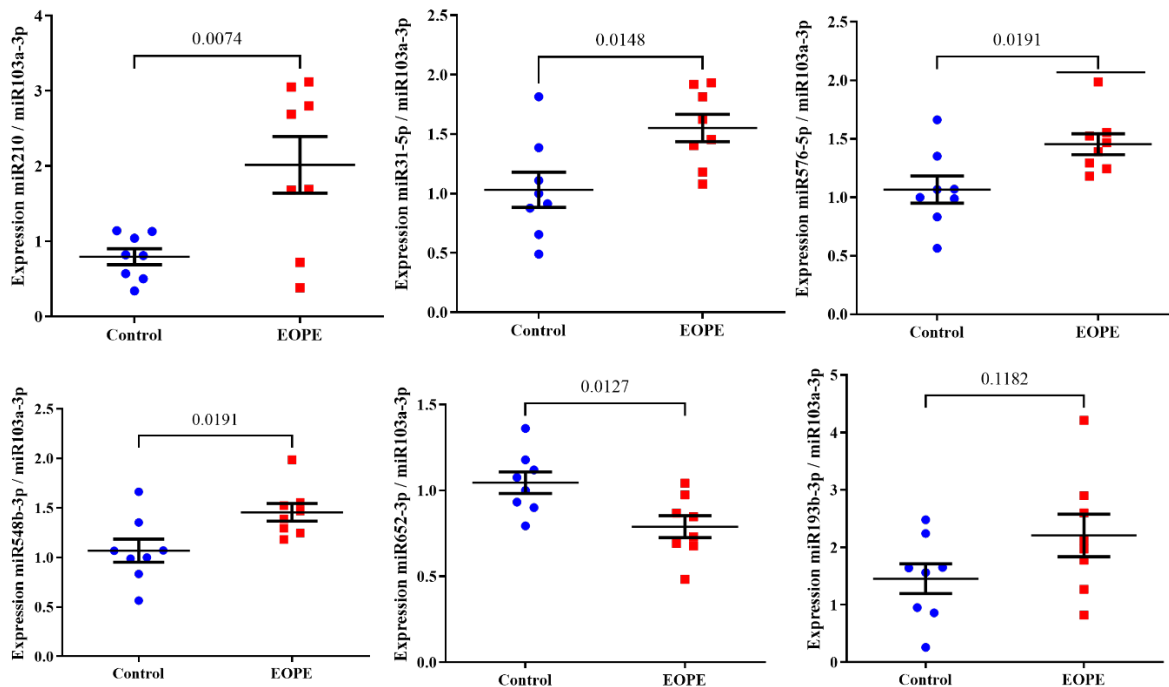 Expression miR210 / miR103a-3p
4
3
2
1
0
0.0074
Control
EOPE
Expression miR31-5p / miR103a-3p
2.5
2.0
1.5
1.0
0.5
0.0
0.0148
Control
EOPE
Expression miR576-5p / miR103a-3p
2.5
2.0
1.5
1.0
0.5
0.0
0.0191
Control
EOPE
Expression miR548b-3p / miR103a-3p
2.5
2.0
1.5
1.0
0.5
0.0
0.0191
Control
EOPE
Expression miR652-3p / miR103a-3p
1.5
1.0
0.5
0.0
0.0127
Control
EOPE
Expression miR193b-3p / miR103a-3p
5
4
3
2
1
0
0.1182
Control
EOPE